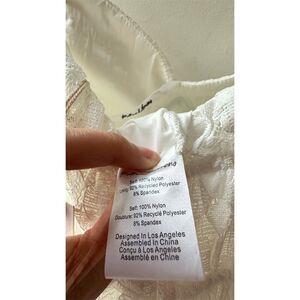 Self: 100% Nylon
Lining: 92% Recycled Polyester
8% Spandex
Self: 100% Nylon
Doublure: 92% Recyclé Polyester
8% Spandex
Designed In Los Angeles
Assembled In China
Conçu À Los Angeles
Assemblé en Chine